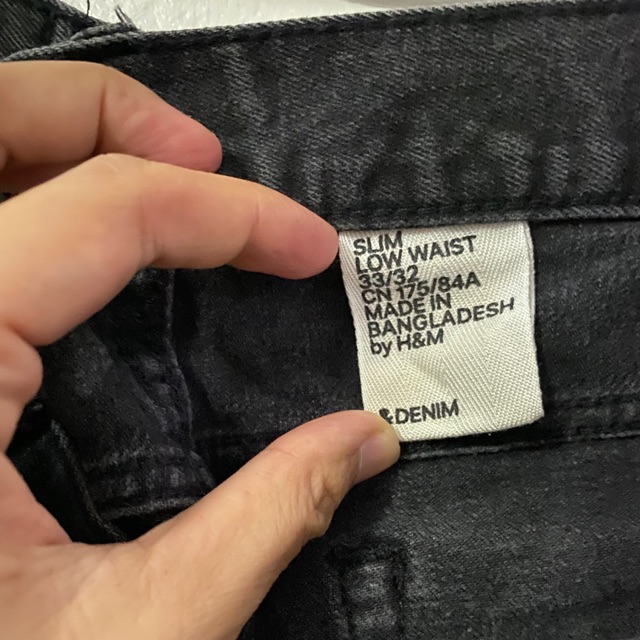 SLIM
LOW WAIST
33/32
CN 175/84A
MADE IN
BANGLADESH
by H&M
&DENIM